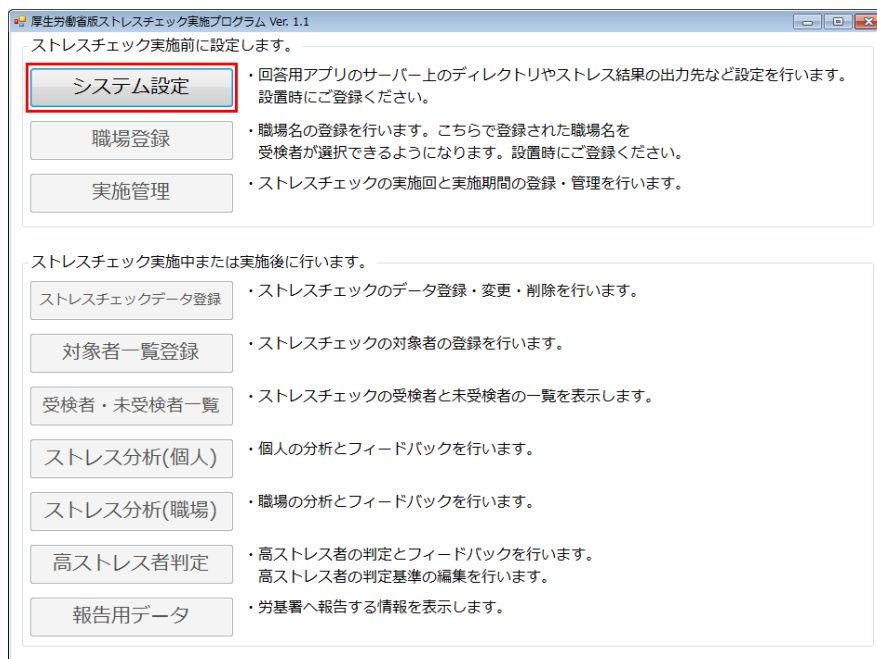 厚生労働省版ストレスチェック実施プログラム Ver. 1.1
ストレスチェック実施前に設定します。
システム設定
・回答用アプリのサーバー上のディレクトリやストレス結果の出力先など設定を行います。
設置時にご登録ください。
職場登録
・職場名の登録を行います。こちらで登録された職場名を
受検者が選択できるようになります。設置時にご登録ください。
実施管理
・ストレスチェックの実施回と実施期間の登録・管理を行います。
ストレスチェック実施中または実施後に行います。
ストレスチェックデータ登録
・ストレスチェックのデータ登録・変更・削除を行います。
対象者一覧登録
・ストレスチェックの対象者の登録を行います。
受検者・未受検者一覧
・ストレスチェックの受検者と未受検者の一覧を表示します。
ストレス分析(個人)
・個人の分析とフィードバックを行います。
ストレス分析(職場)
・職場の分析とフィードバックを行います。
高ストレス者判定
・高ストレス者の判定とフィードバックを行います。
高ストレス者の判定基準の編集を行います。
報告用データ
・労基署へ報告する情報を表示します。